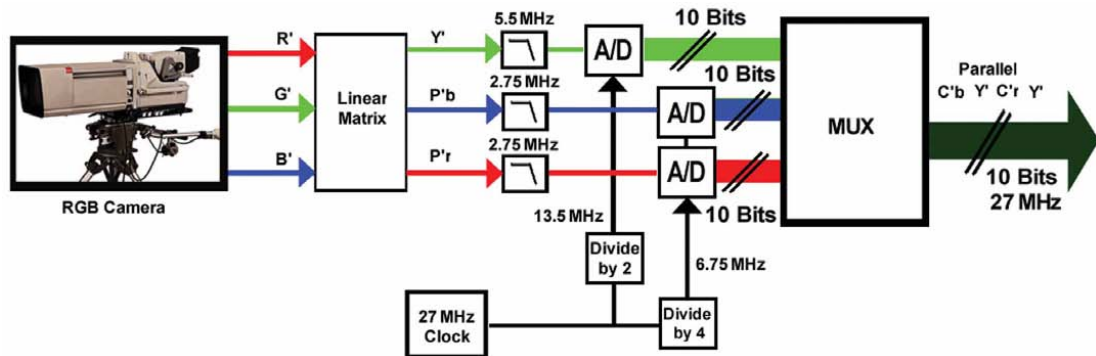 5.5 MHz
10 Bits
R'
Y'
A/D
2.75 MHz
10 Bits
Parallel
C'b Y' C'r Y'
G'
Linear
Matrix
P'b
A/D
MUX
2.75 MHz
B'
P'r
A/D
10 Bits
27 MHz
RGB Camera
13.5 MHz
10 Bits
Divide
by 2
6.75 MHz
27 MHz
Clock
Divide
by 4